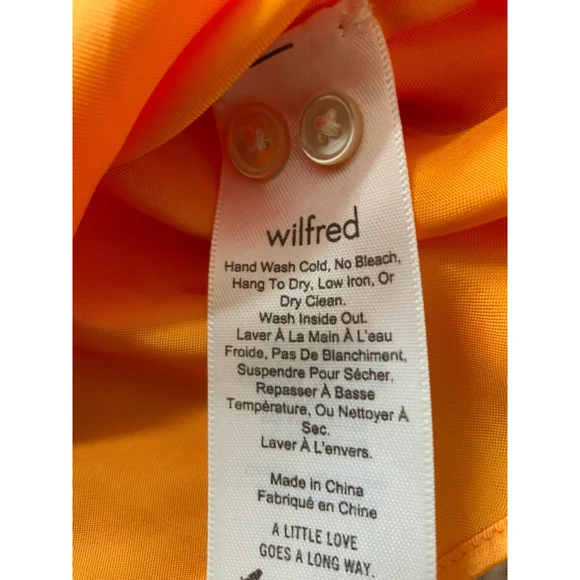 wilfred
Hand Wash Cold, No Bleach,
Hang To Dry, Low Iron, Or
Dry Clean.
Wash Inside Out.
Laver À La Main À L'eau
Froide, Pas De Blanchiment,
Suspendre Pour Sécher,
Repasser À Basse
Température, Ou Nettoyer À
Sec.
Laver À L'envers.
Made in China
Fabriqué en Chine
A LITTLE LOVE
GOES A LONG WAY.